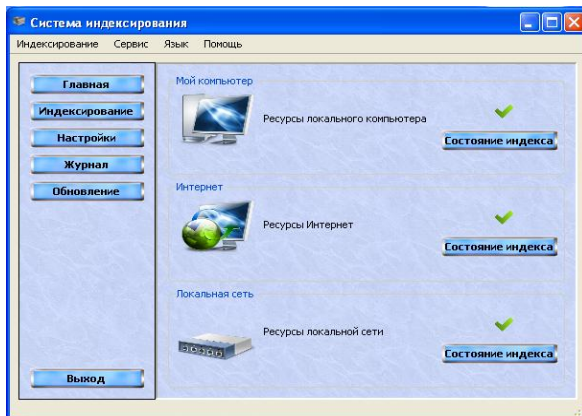 Система индексирования
Индексирование Сервис Язык Помощь
Главная
Индексирование
Настройки
Журнал
Обновление
Выход
Мой компьютер
Ресурсы локального компьютера
Состояние индекса
Интернет
Ресурсы Интернет
Состояние индекса
Локальная сеть
Ресурсы локальной сети
Состояние индекса